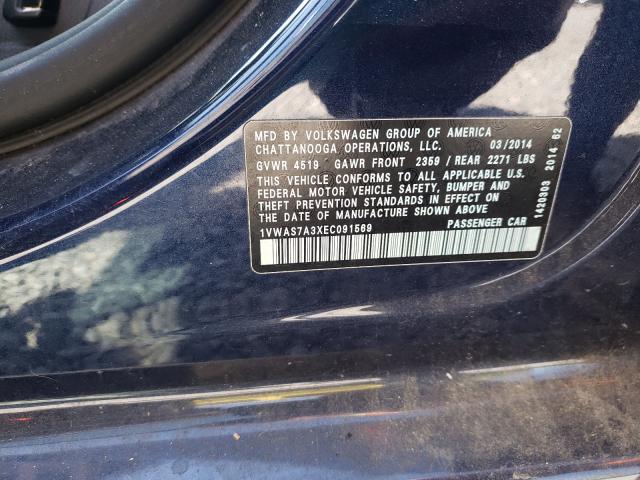 MFD BY VOLKSWAGEN GROUP OF AMERICA
CHATTANOOGA OPERATIONS, LLC. 03/2014
GVWR 4519 GAWR FRONT 2359 / REAR 2271 LBS
THIS VEHICLE CONFORMS TO ALL APPLICABLE U.S.
FEDERAL MOTOR VEHICLE SAFETY, BUMPER AND
THEFT PREVENTION STANDARDS IN EFFECT ON
THE DATE OF MANUFACTURE SHOWN ABOVE
1VWAS7A3XEC091569 PASSENGER CAR
1420303 2014 62